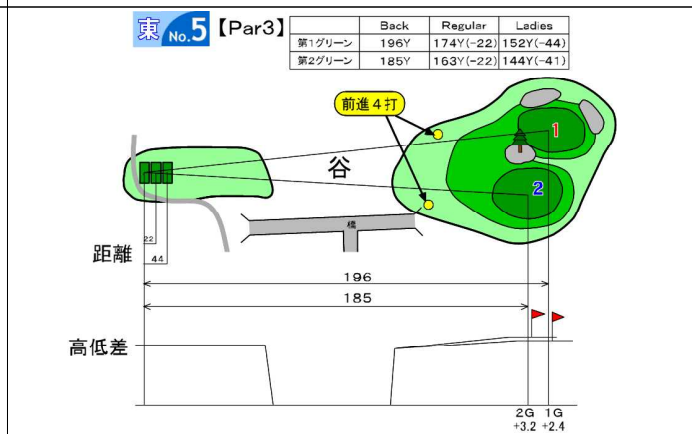 東 No.5 【Par3】
Back Regular Ladies
第1グリーン 196Y 174Y(-22) 152Y(-44)
第2グリーン 185Y 163Y(-22) 144Y(-41)
前進4打
1
谷
2
橋
22
距離
44
196
185
高低差
2G 1G
+3.2 +2.4